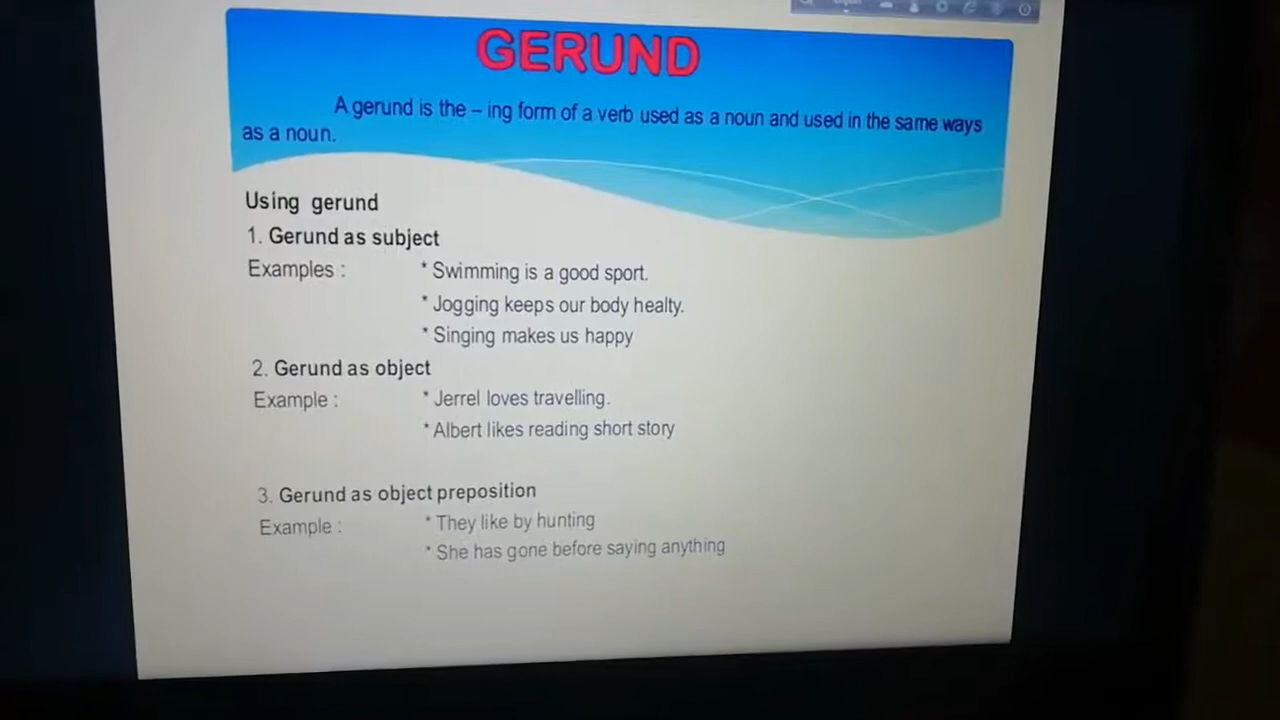 GERUND
A gerund is the – ing form of a verb used as a noun and used in the same ways
as a noun.
Using gerund
1. Gerund as subject
Examples : * Swimming is a good sport.
* Jogging keeps our body healty.
* Singing makes us happy
2. Gerund as object
Example : * Jerrel loves travelling.
* Albert likes reading short story
3. Gerund as object preposition
Example : * They like by hunting
* She has gone before saying anything